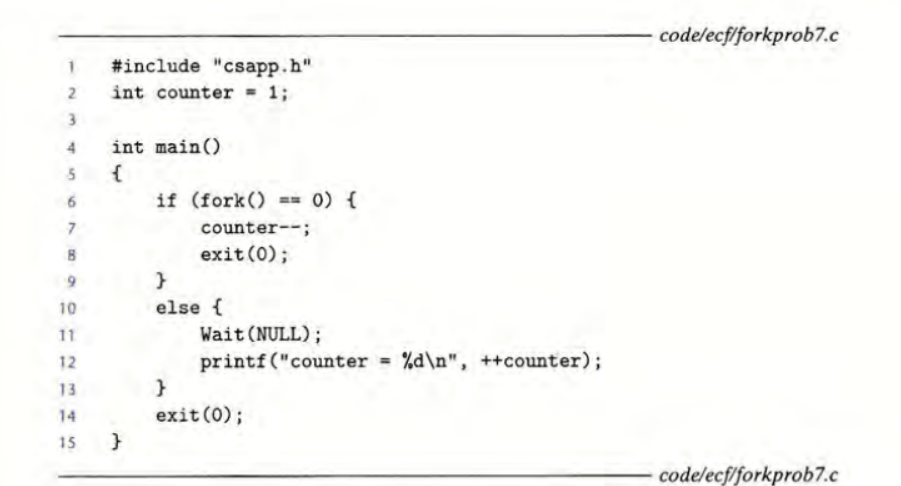 code/ecf/forkprob7.c
1 #include "csapp.h"
2 int counter = 1;
3
4 int main()
5 {
6 if (fork() == 0) {
7 counter--;
8 exit(0);
9 }
10 else {
11 Wait(NULL);
12 printf("counter = %d\n", ++counter);
13 }
14 exit(0);
15 }
code/ecf/forkprob7.c